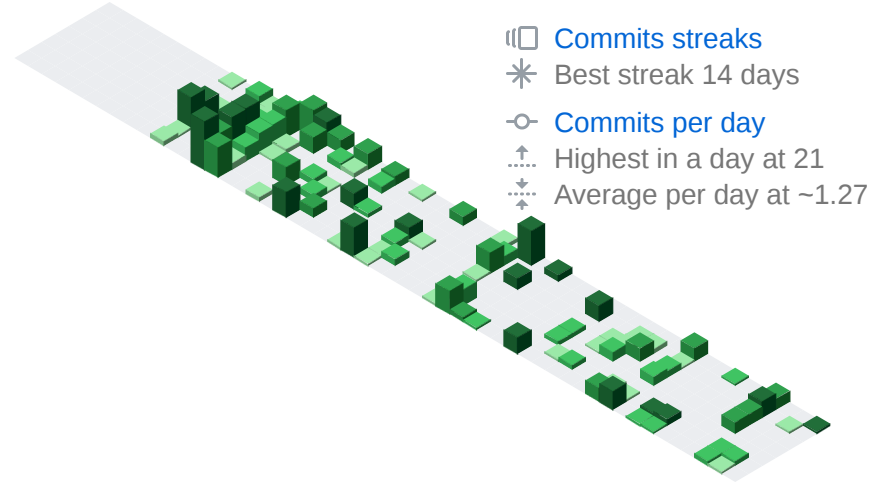 Commits streaks
Best streak 14 days
Commits per day
Highest in a day at 21
Average per day at ~1.27